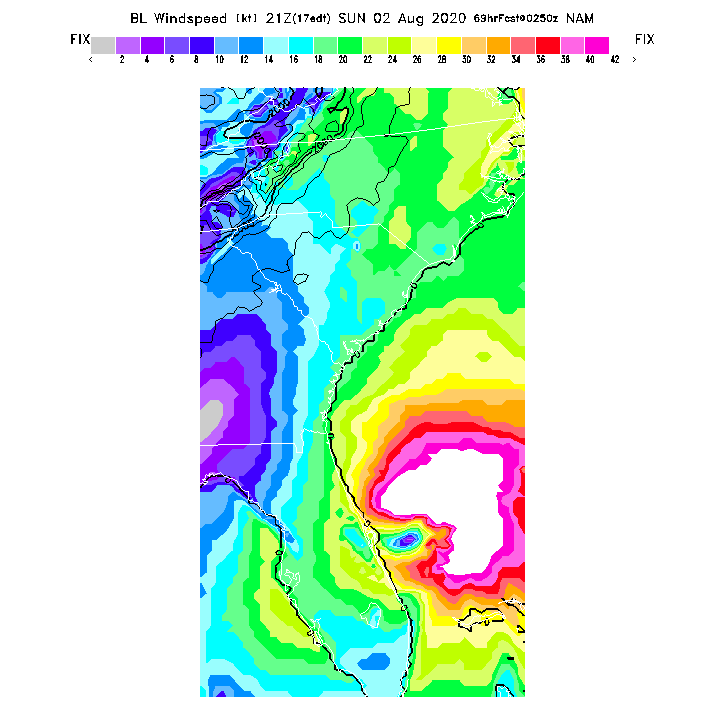 BL Windspeed [kt] 21Z(17edt) SUN 02 Aug 2020 69hrFcst@0250z NAM
FIX FIX
< 2 4 6 8 10 12 14 16 18 20 22 24 26 28 30 32 34 36 38 40 42 >